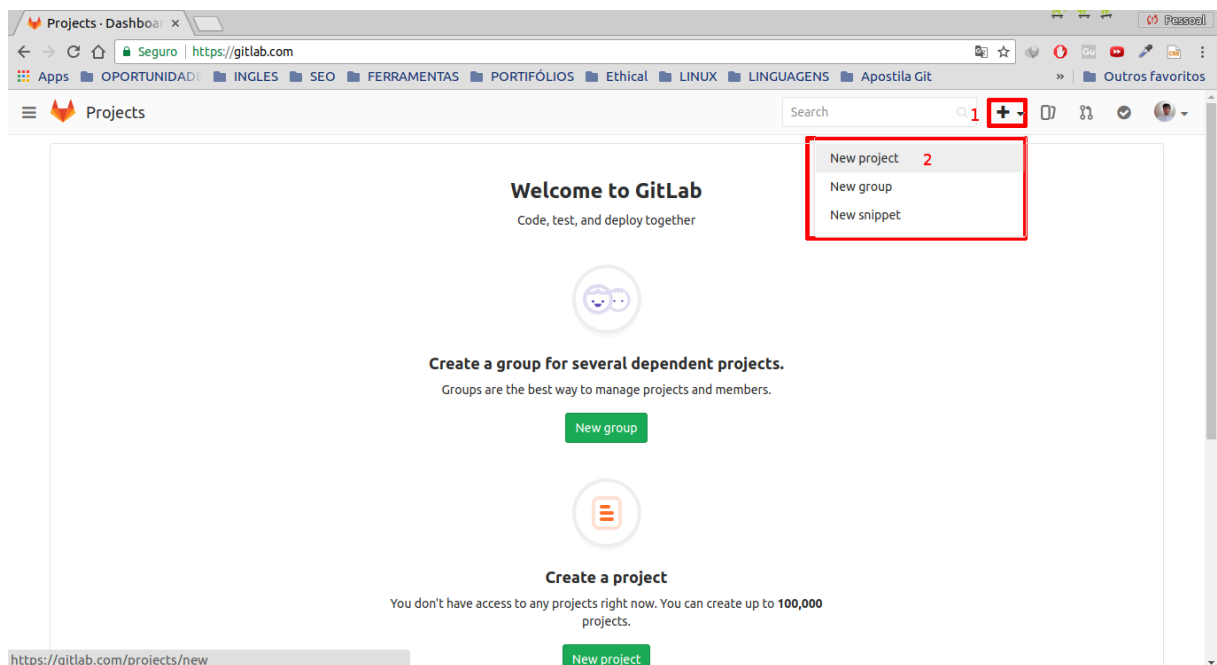 Projects · Dashboar
Pessoal
Seguro | https://gitlab.com
Apps OPORTUNIDADE INGLES SEO FERRAMENTAS PORTIFÓLIOS Ethical LINUX LINGUAGENS Apostila Git » Outros favoritos
Projects Search 1
New project 2
New group
New snippet
Welcome to GitLab
Code, test, and deploy together
Create a group for several dependent projects.
Groups are the best way to manage projects and members.
New group
Create a project
You don't have access to any projects right now. You can create up to 100,000
projects.
New project
https://gitlab.com/projects/new